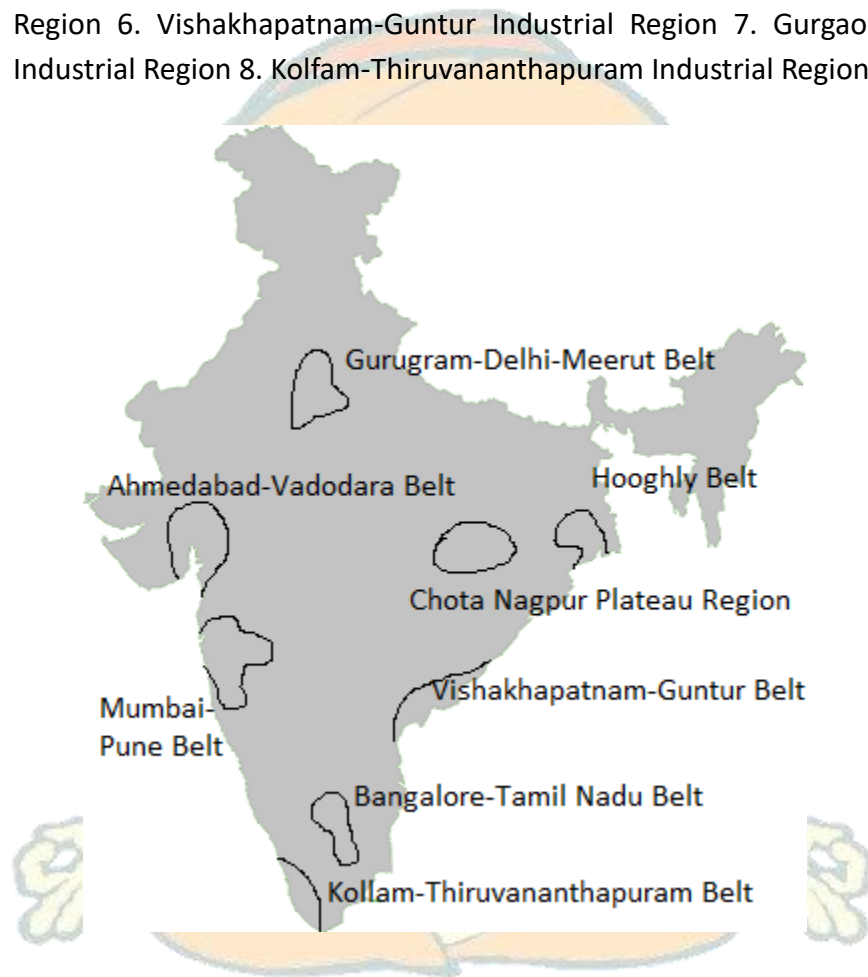 Region 6. Vishakhapatnam-Guntur Industrial Region 7. Gurgao
Industrial Region 8. Kolfam-Thiruvananthapuram Industrial Region
Gurugram-Delhi-Meerut Belt
Ahmedabad-Vadodara Belt
Hooghly Belt
Chota Nagpur Plateau Region
Vishakhapatnam-Guntur Belt
Mumbai-
Pune Belt
Bangalore-Tamil Nadu Belt
Kollam-Thiruvananthapuram Belt